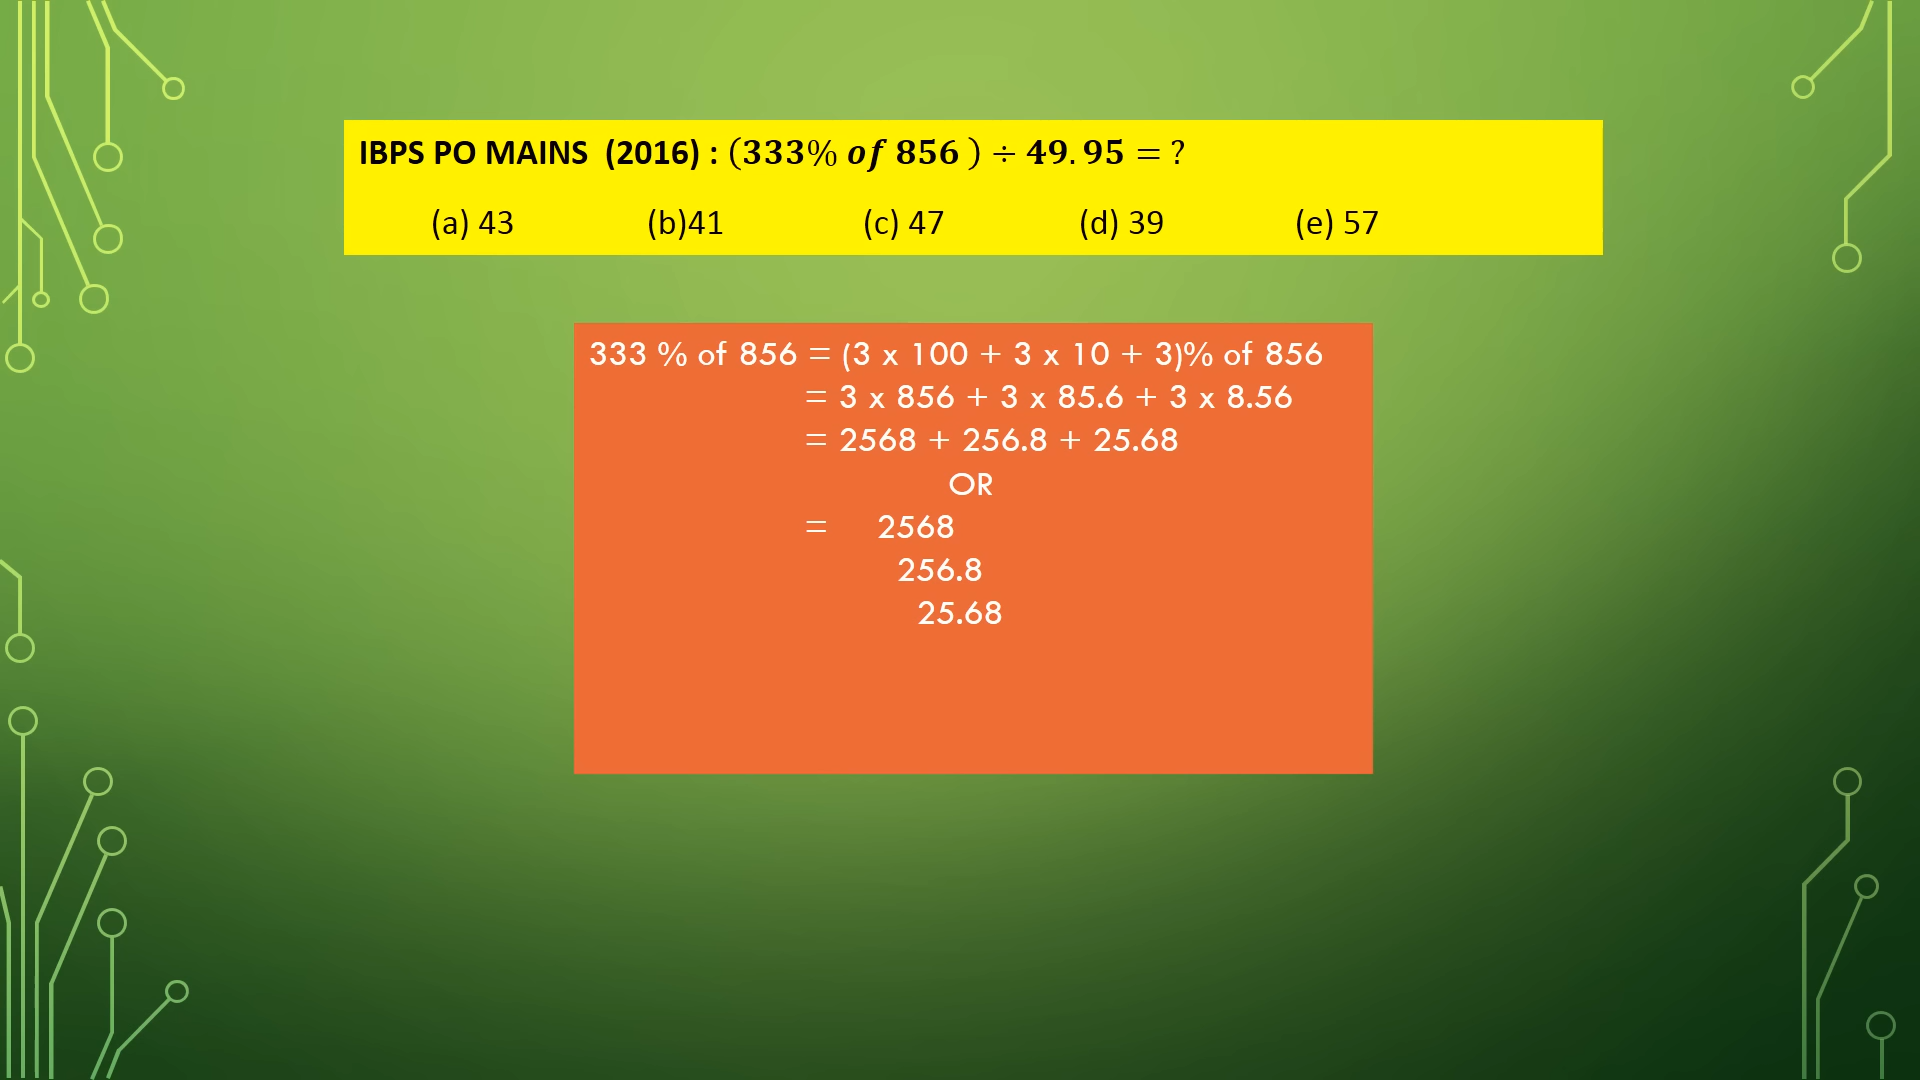 IBPS PO MAINS (2016) : (333% of 856 ) ÷ 49.95 = ?
(a) 43 (b)41 (c) 47 (d) 39 (e) 57
333 % of 856 = (3 x 100 + 3 x 10 + 3)% of 856
= 3 x 856 + 3 x 85.6 + 3 x 8.56
= 2568 + 256.8 + 25.68
OR
= 2568
256.8
25.68